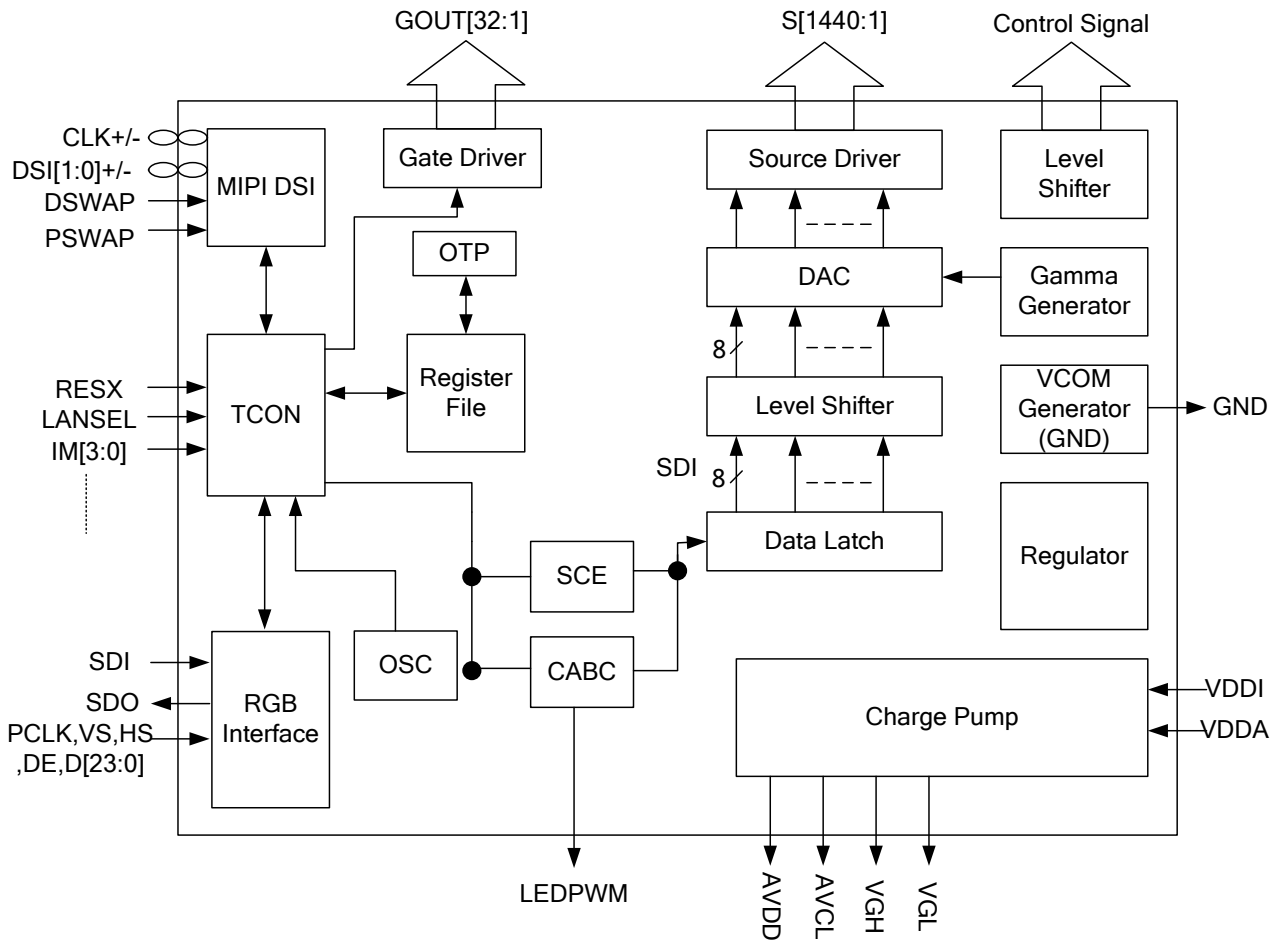 GOUT[32:1]
S[1440:1]
Control Signal
CLK+/-
DSI[1:0]+/-
DSWAP
PSWAP
MIPI DSI
Gate Driver
Source Driver
Level
Shifter
OTP
DAC
Gamma
Generator
8
RESX
LANSEL
IM[3:0]
TCON
Register
File
Level Shifter
VCOM
Generator
(GND)
GND
SDI
8
Data Latch
Regulator
SCE
OSC
CABC
SDI
SDO
PCLK,VS,HS
,DE,D[23:0]
RGB
Interface
Charge Pump
VDDI
VDDA
LEDPWM
AVDD
AVCL
VGH
VGL